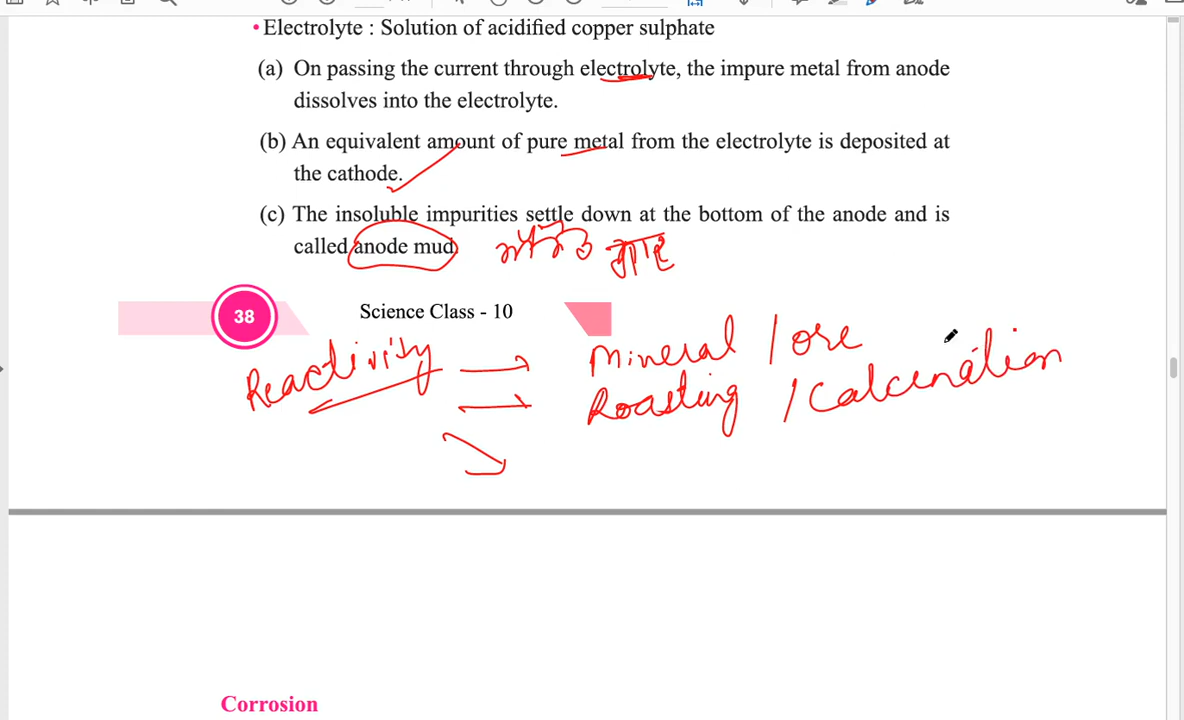 • Electrolyte : Solution of acidified copper sulphate
(a) On passing the current through electrolyte, the impure metal from anode
dissolves into the electrolyte.
(b) An equivalent amount of pure metal from the electrolyte is deposited at
the cathode.
(c) The insoluble impurities settle down at the bottom of the anode and is
called anode mud.
38
Science Class - 10
Reactivity → Mineral / ore
→ Roasting / Calcenation
Corrosion